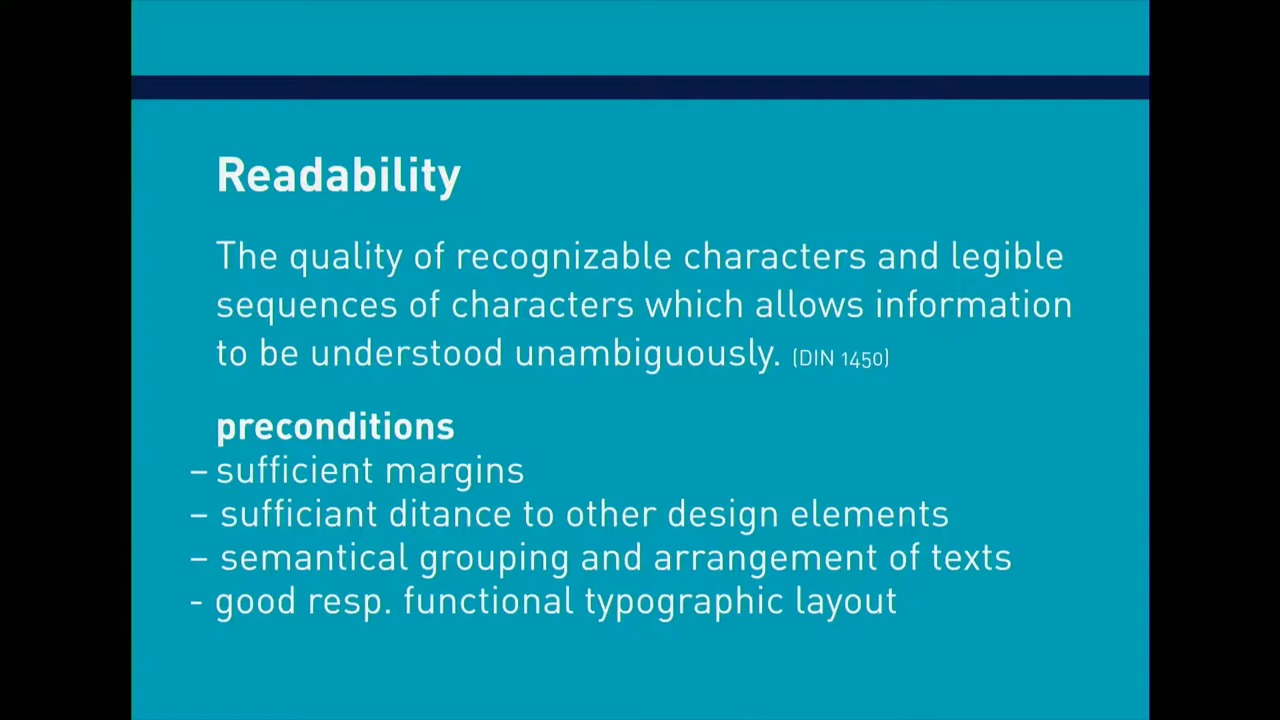 Readability
The quality of recognizable characters and legible
sequences of characters which allows information
to be understood unambiguously. (DIN 1450)
preconditions
– sufficient margins
– sufficiant ditance to other design elements
– semantical grouping and arrangement of texts
- good resp. functional typographic layout